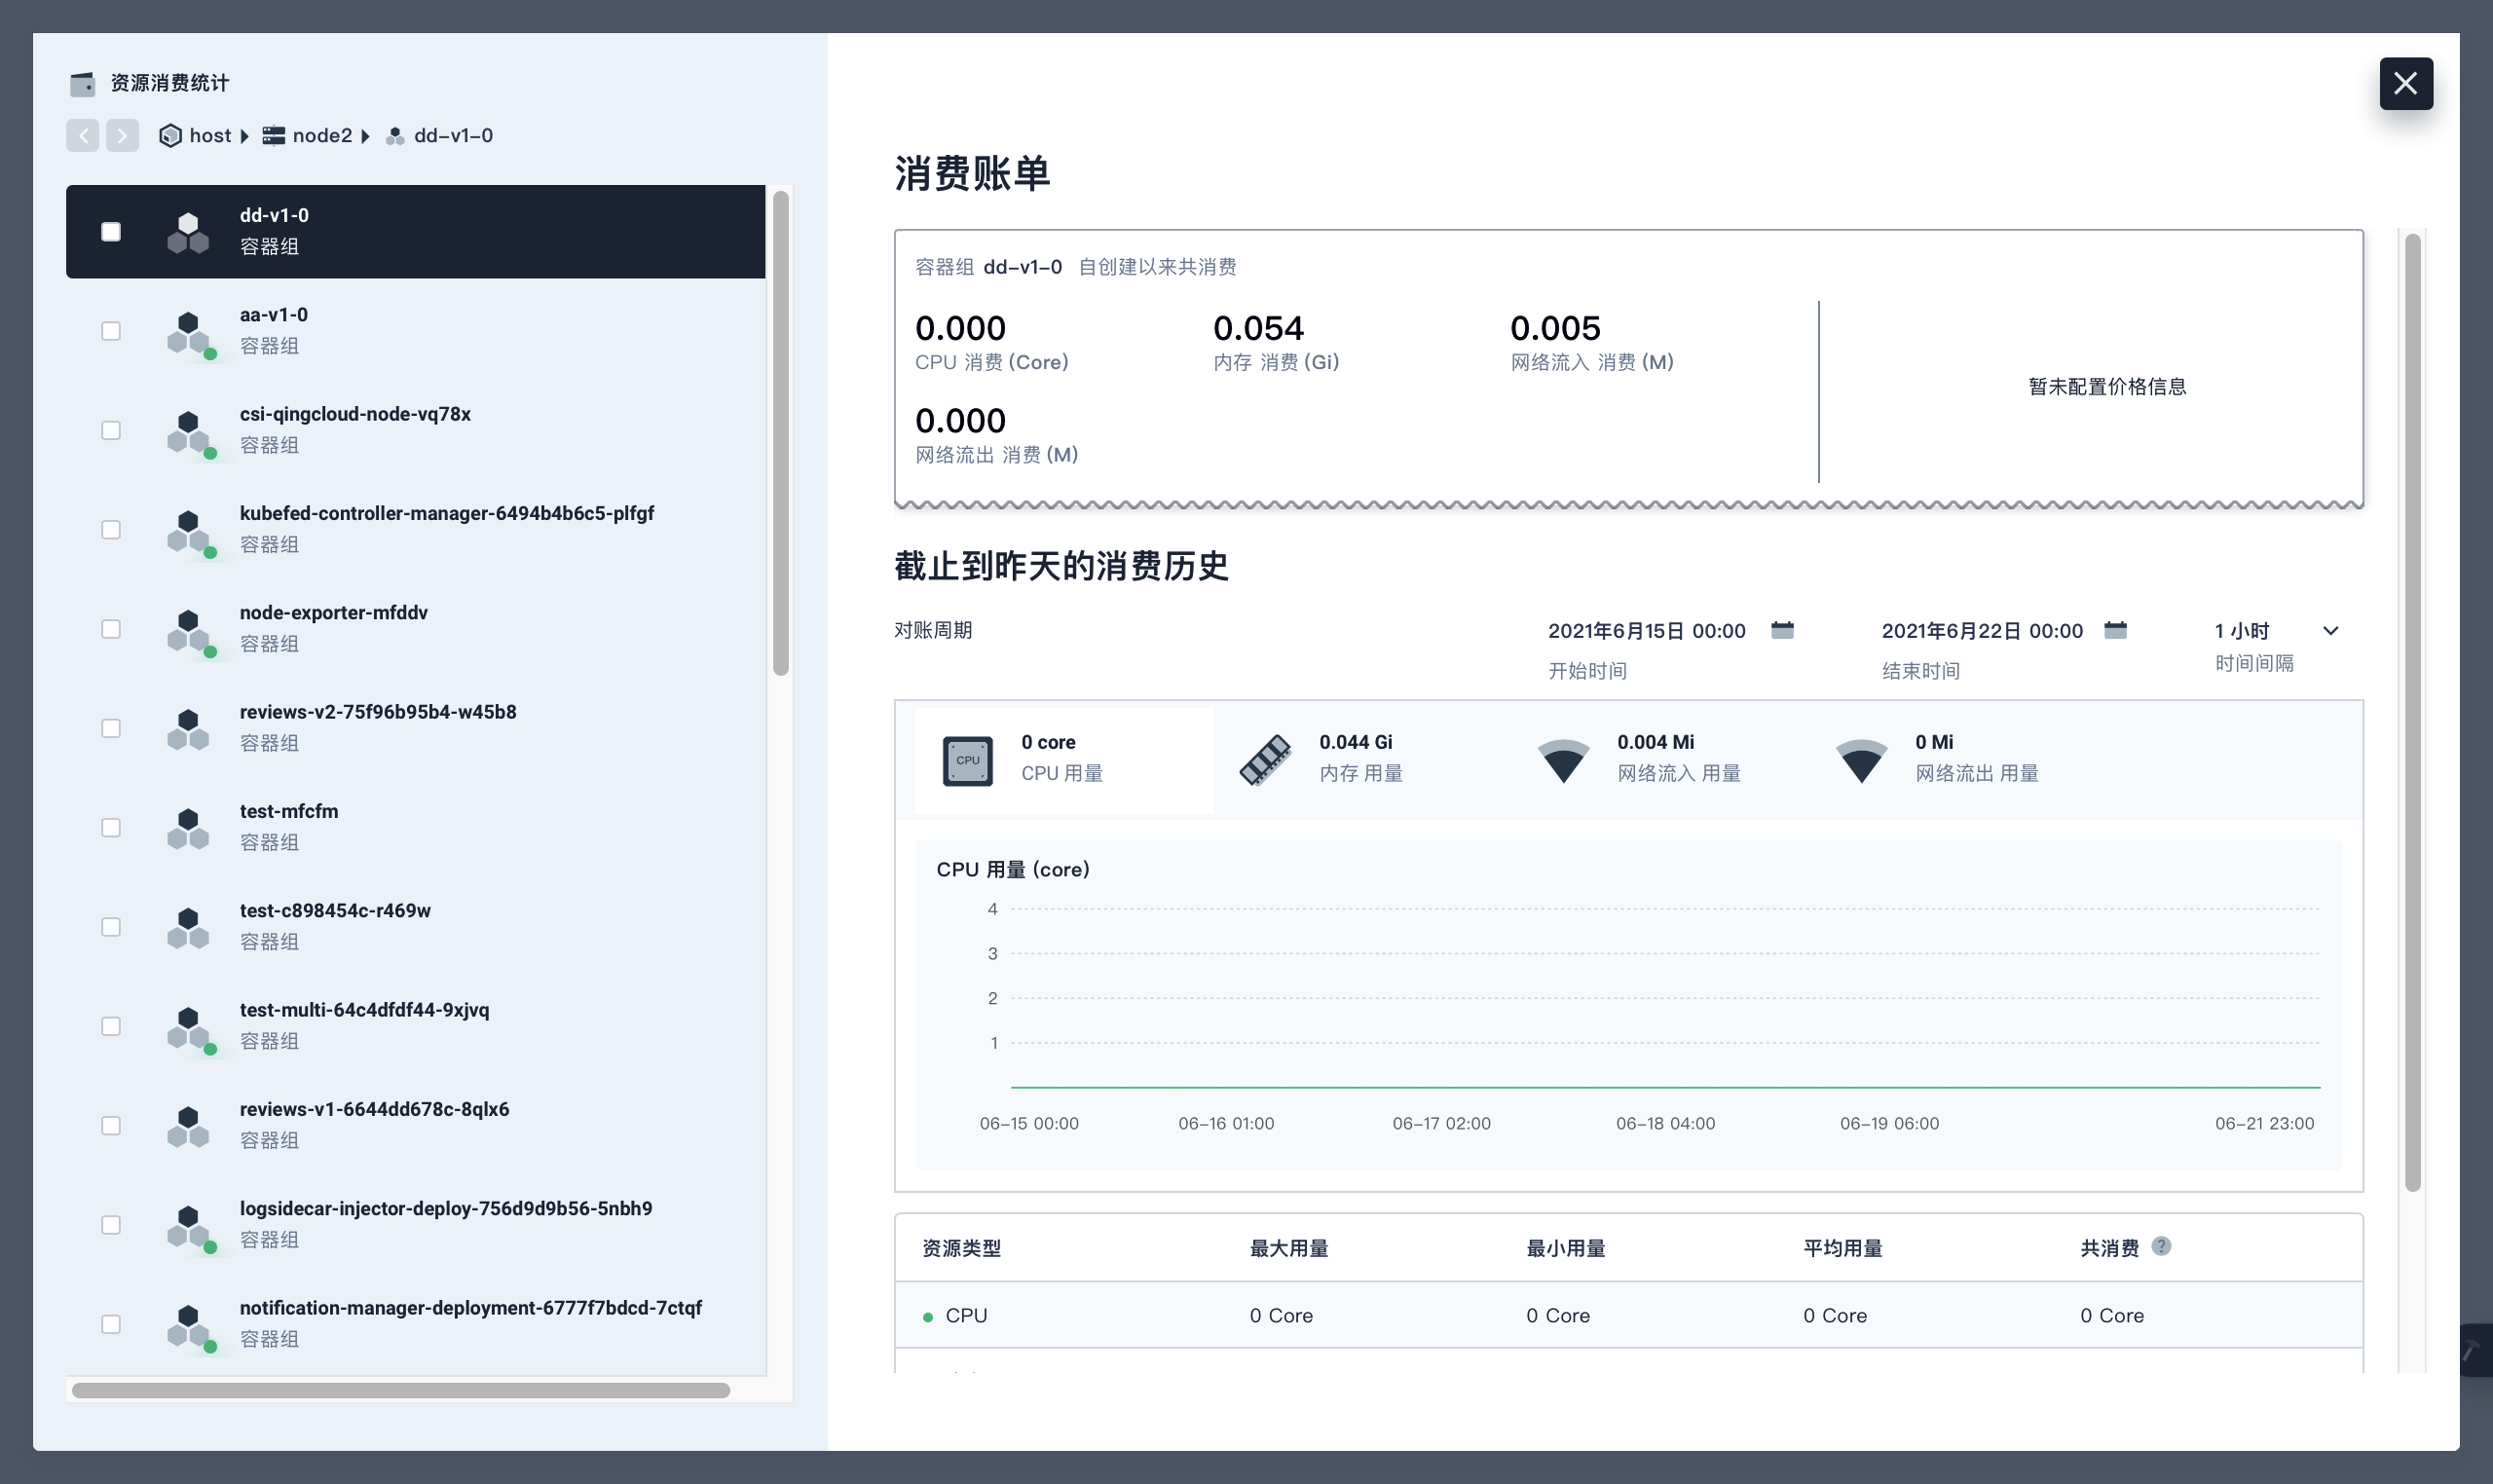 资源消费统计
host node2 dd-v1-0
dd-v1-0
容器组
aa-v1-0
容器组
csi-qingcloud-node-vq78x
容器组
kubefed-controller-manager-6494b4b6c5-plfgf
容器组
node-exporter-mfddv
容器组
reviews-v2-75f96b95b4-w45b8
容器组
test-mfcfm
容器组
test-c898454c-r469w
容器组
test-multi-64c4dfdf44-9xjvq
容器组
reviews-v1-6644dd678c-8qlx6
容器组
logsidecar-injector-deploy-756d9d9b56-5nbh9
容器组
notification-manager-deployment-6777f7bdcd-7ctqf
容器组
消费账单
容器组 dd-v1-0 自创建以来共消费
0.000 0.054 0.005
CPU 消费 (Core) 内存 消费 (Gi) 网络流入 消费 (M)
0.000
网络流出 消费 (M)
暂未配置价格信息
截止到昨天的消费历史
对账周期 2021年6月15日 00:00 2021年6月22日 00:00 1 小时
开始时间 结束时间 时间间隔
0 core 0.044 Gi 0.004 Mi 0 Mi
CPU CPU 用量 内存 用量 网络流入 用量 网络流出 用量
CPU 用量 (core)
4
3
2
1
06-15 00:00 06-16 01:00 06-17 02:00 06-18 04:00 06-19 06:00 06-21 23:00
资源类型 最大用量 最小用量 平均用量 共消费 ?
CPU 0 Core 0 Core 0 Core 0 Core